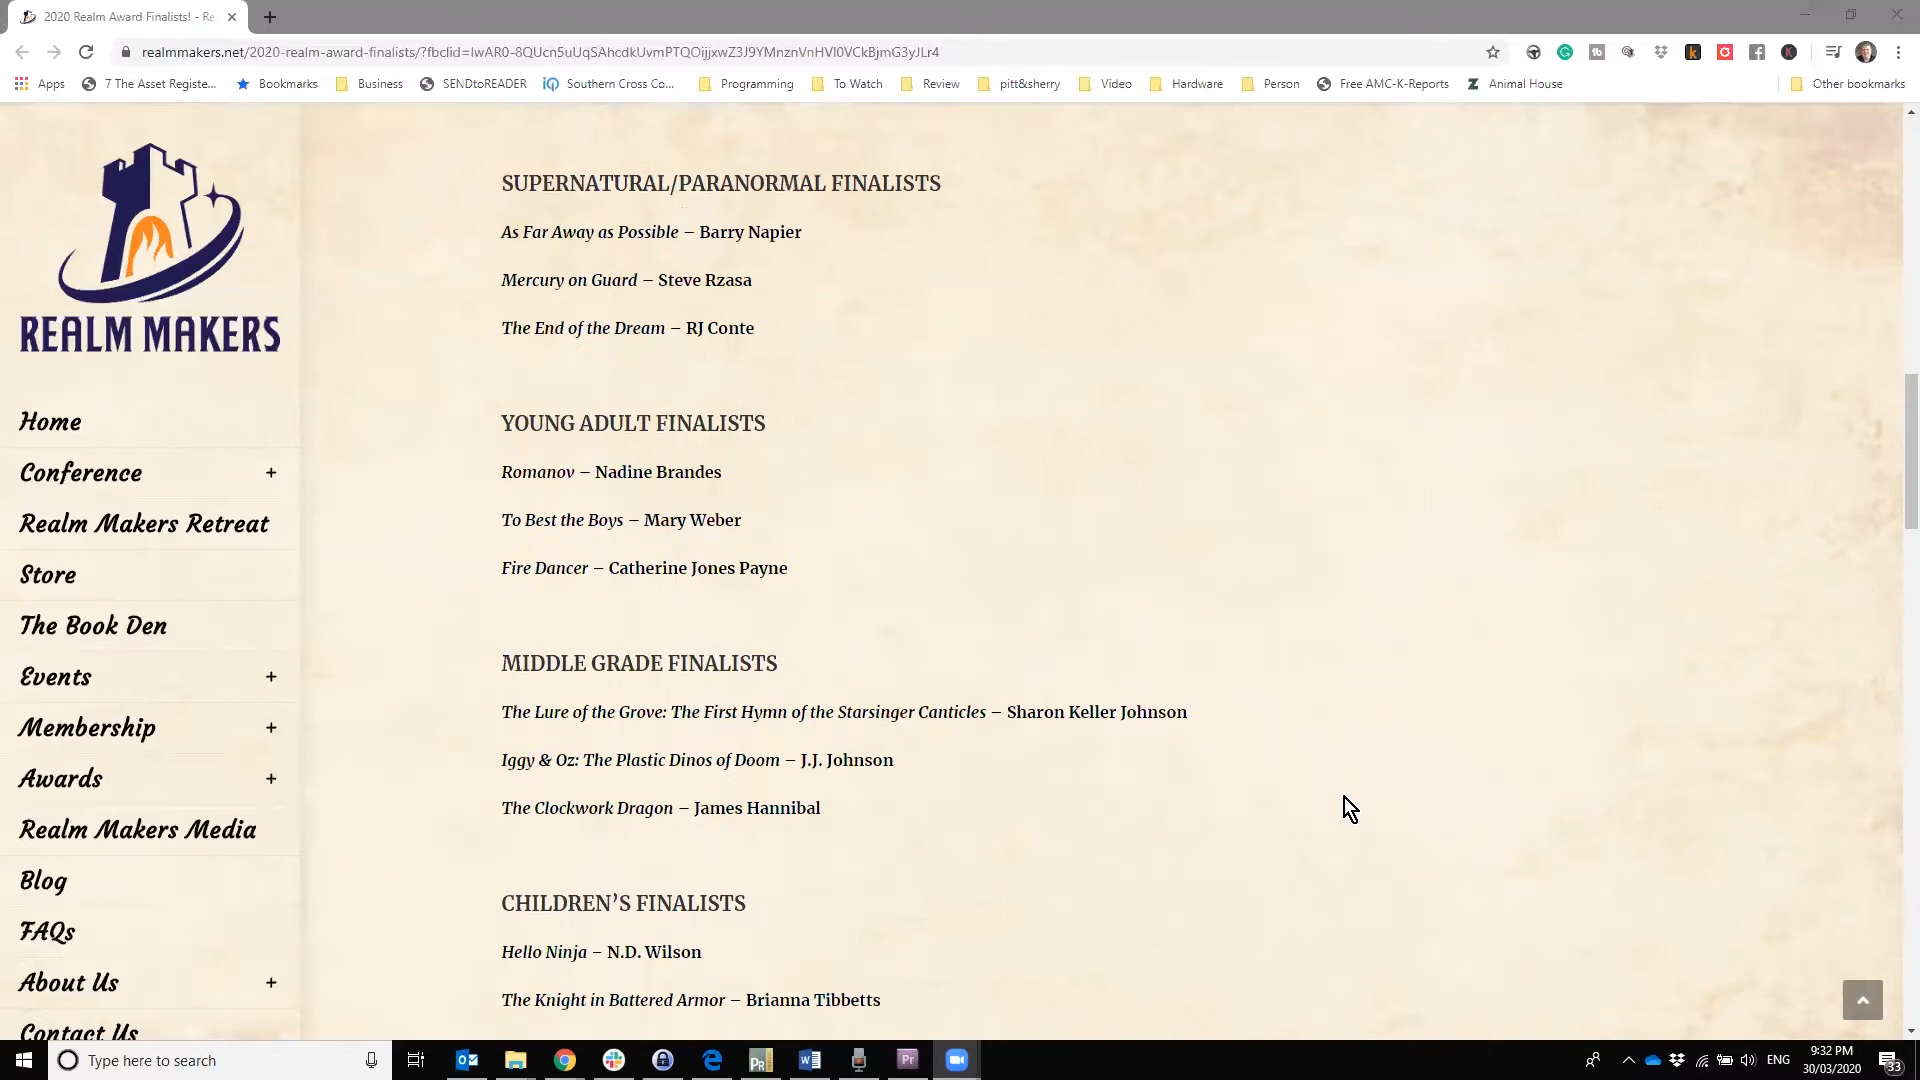 2020 Realm Award Finalists! - Re
realmmakers.net/2020-realm-award-finalists/?fbclid=IwAR0-8QUcn5uUqSAhcdkUvmPTQOijjxwZ3J9YMnznVnHVl0VCkBjmG3yJLr4
Apps 7 The Asset Registe... Bookmarks Business SENDtoREADER Southern Cross Co... Programming To Watch Review pitt&sherry Video Hardware Person Free AMC-K-Reports Animal House Other bookmarks
REALM MAKERS
Home
Conference +
Realm Makers Retreat
Store
The Book Den
Events +
Membership +
Awards +
Realm Makers Media
Blog
FAQs
About Us +
Contact Us
SUPERNATURAL/PARANORMAL FINALISTS
As Far Away as Possible – Barry Napier
Mercury on Guard – Steve Rzasa
The End of the Dream – RJ Conte
YOUNG ADULT FINALISTS
Romanov – Nadine Brandes
To Best the Boys – Mary Weber
Fire Dancer – Catherine Jones Payne
MIDDLE GRADE FINALISTS
The Lure of the Grove: The First Hymn of the Starsinger Canticles – Sharon Keller Johnson
Iggy & Oz: The Plastic Dinos of Doom – J.J. Johnson
The Clockwork Dragon – James Hannibal
CHILDREN’S FINALISTS
Hello Ninja – N.D. Wilson
The Knight in Battered Armor – Brianna Tibbetts
Type here to search
ENG
9:32 PM
30/03/2020
33